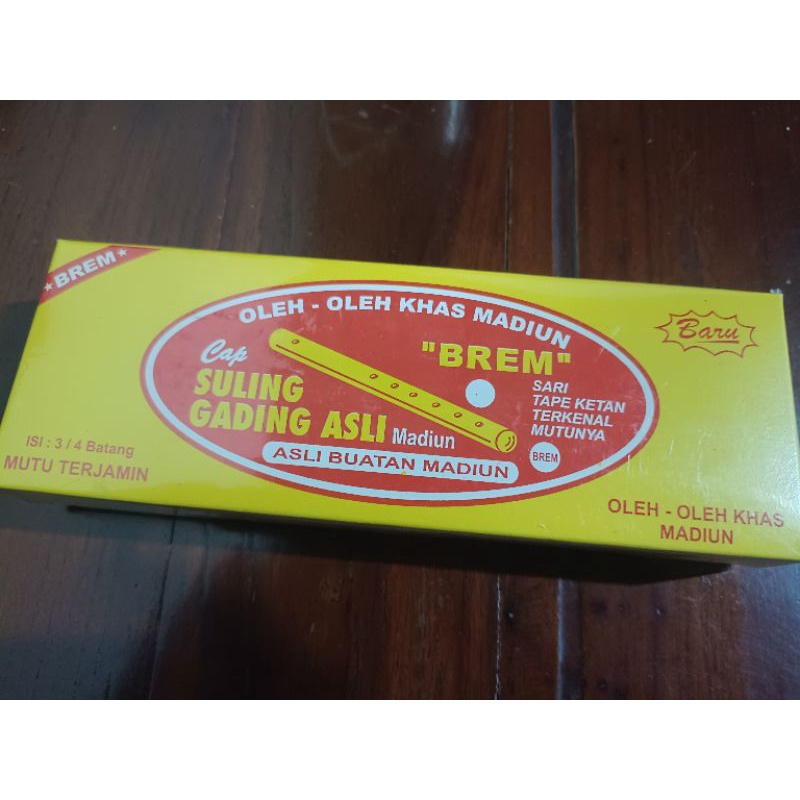 ★ BREM ★
OLEH - OLEH KHAS MADIUN
Baru
Cap
"BREM"
SULING
GADING ASLI Madiun
SARI
TAPE KETAN
TERKENAL
MUTUNYA
BREM
ASLI BUATAN MADIUN
ISI : 3 / 4 Batang
MUTU TERJAMIN
OLEH - OLEH KHAS
MADIUN